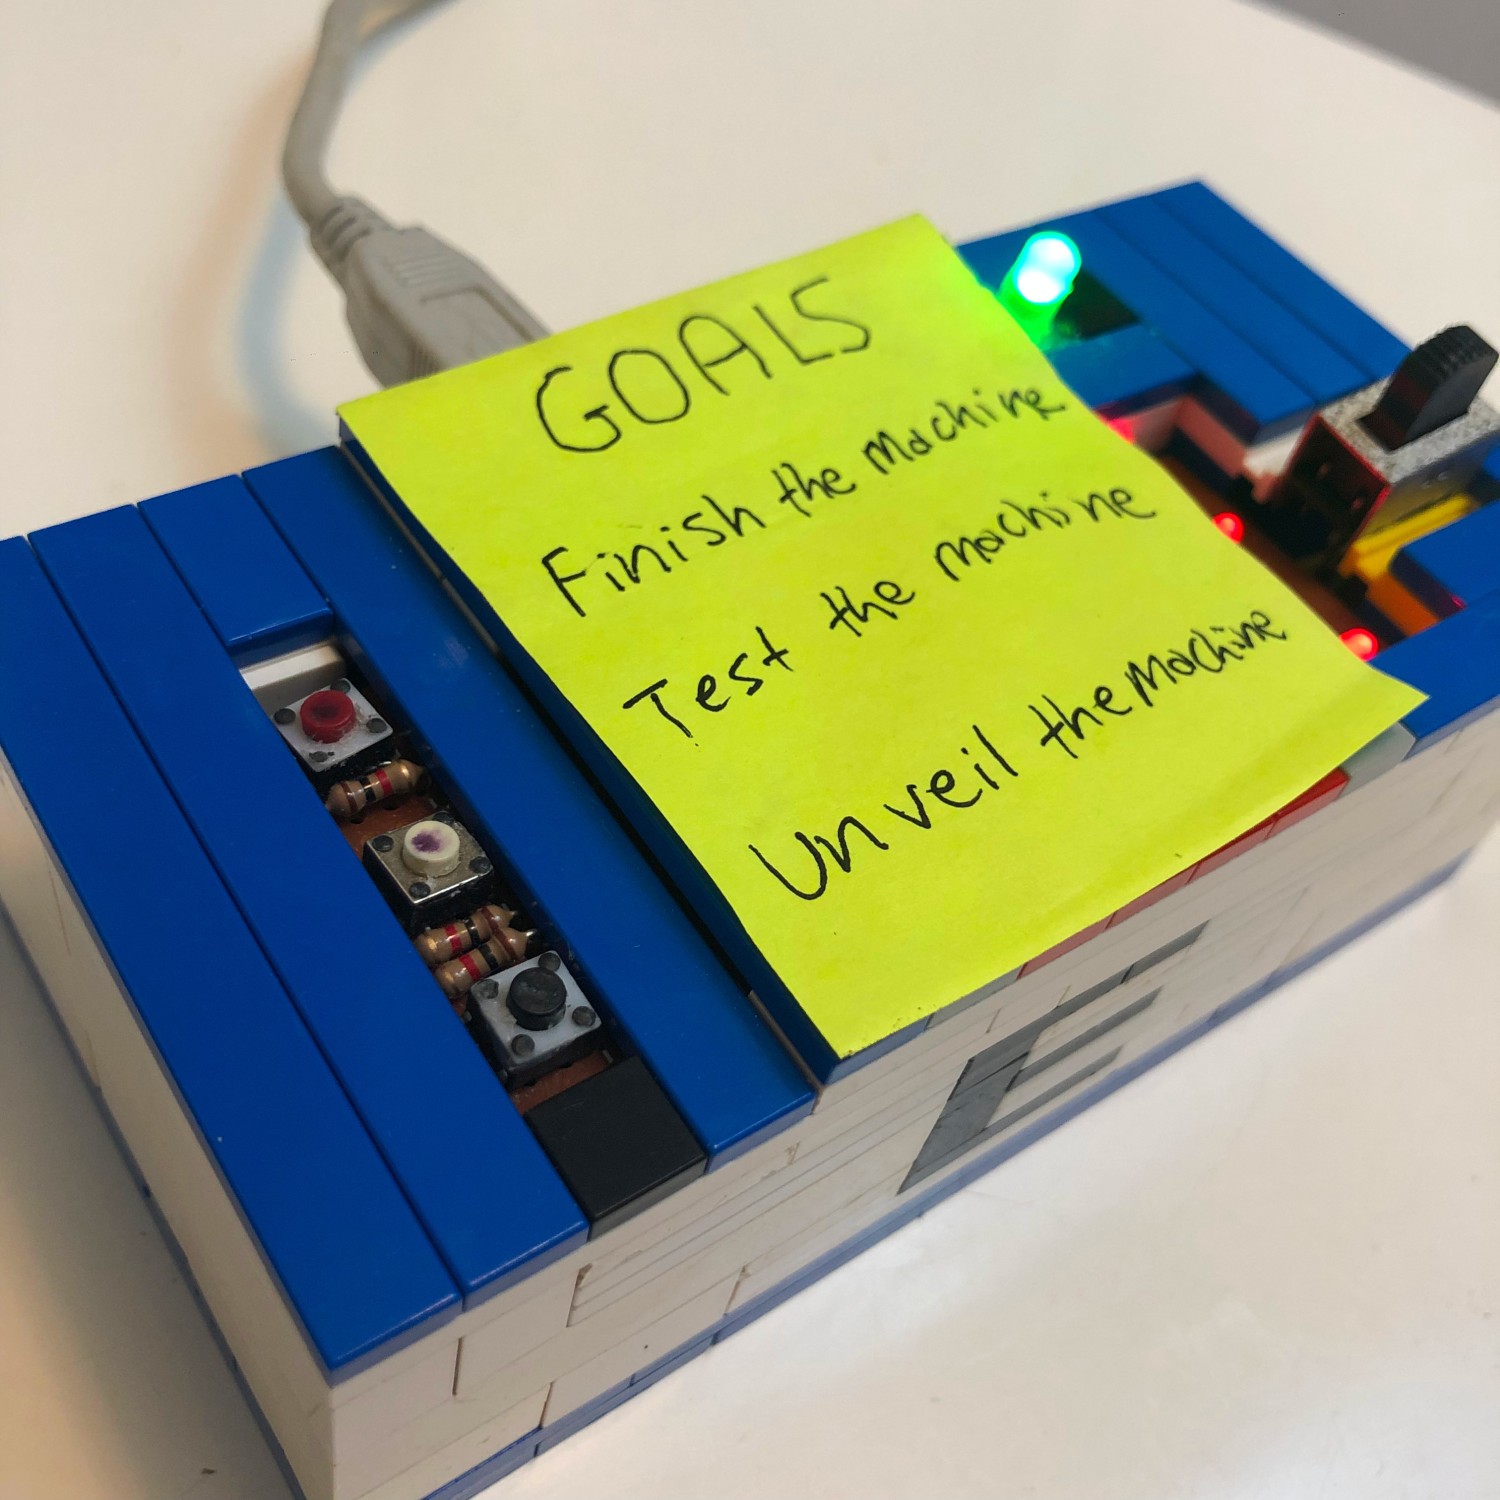 GOALS
Finish the machine
Test the machine
Unveil the machine
E